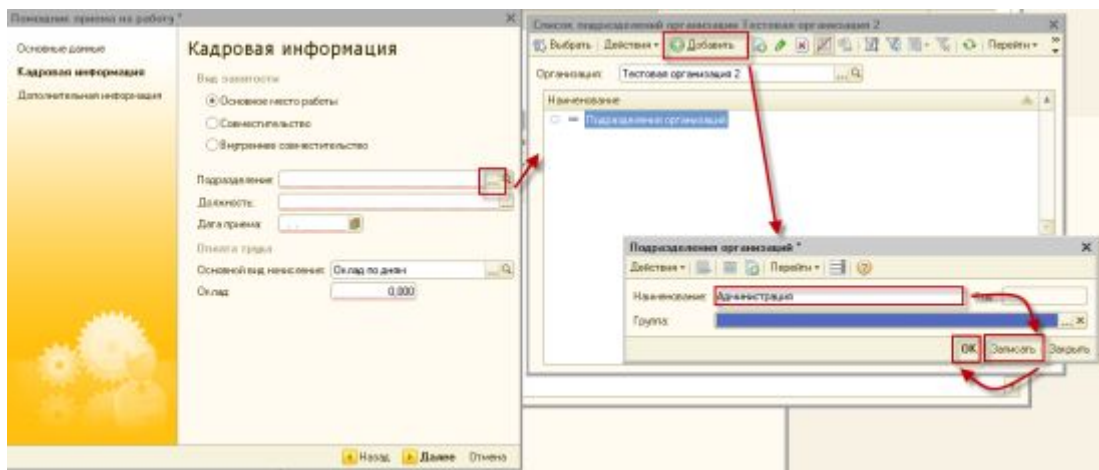 Помощник приема на работу *
Основные данные
Кадровая информация
Дополнительная информация
Кадровая информация
Вид занятости
Основное место работы
Совместительство
Внутреннее совместительство
Подразделение:
Должность:
Дата приема:
Оплата труда
Основной вид начисления: Оклад по дням
Оклад: 0,000
Назад Далее Отмена
Список подразделений организации Тестовая организация 2
Выбрать Действия Добавить Перейти
Организация: Тестовая организация 2
Наименование
Подразделения организации
Подразделения организаций *
Действия Перейти
Наименование: Администрация
Группа:
OK Записать Закрыть